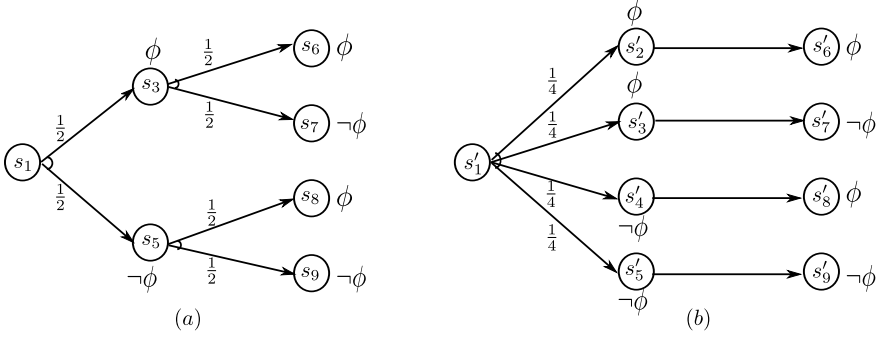 ϕ
1/2
s₆ ϕ
s₃
1/2
1/2
s₇ ¬ϕ
s₁
1/2
1/2
s₈ ϕ
s₅
¬ϕ
1/2
s₉ ¬ϕ
(a)
ϕ
s′₂
s′₆ ϕ
1/4
ϕ
1/4
s′₃
s′₇ ¬ϕ
s′₁
1/4
s′₄
s′₈ ϕ
¬ϕ
1/4
s′₅
s′₉ ¬ϕ
¬ϕ
(b)